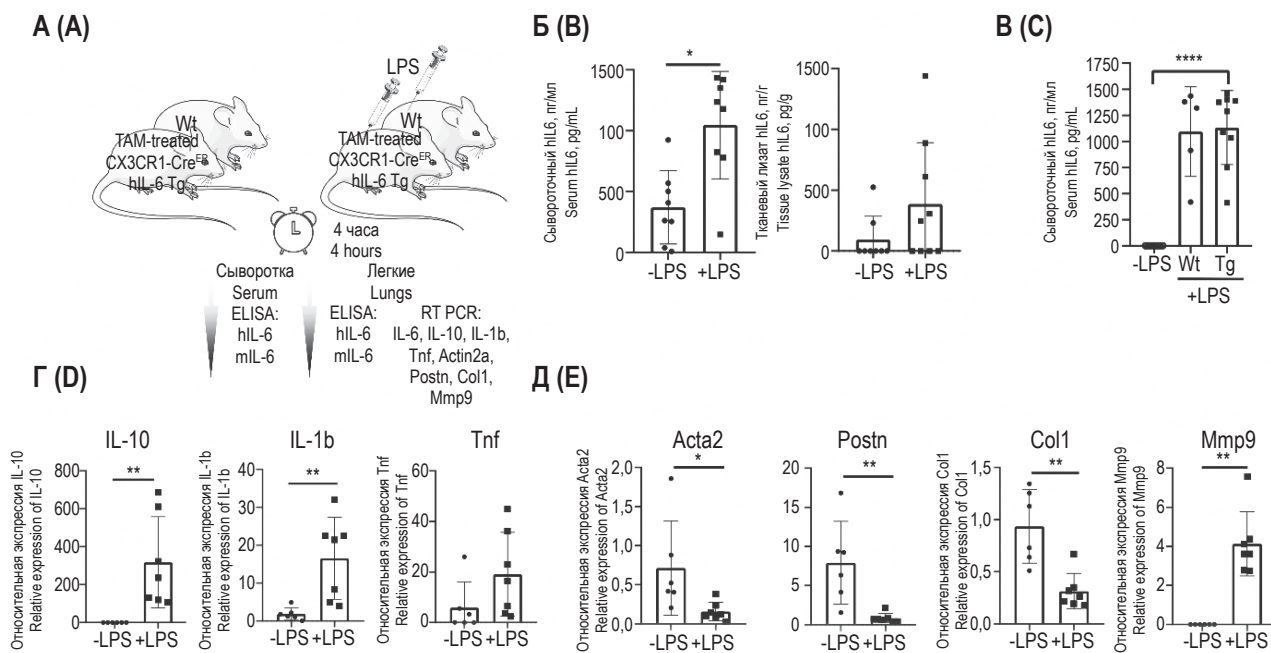 А (A)
LPS
Wt
TAM-treated
CX3CR1-Cre^ER
hIL-6 Tg
Wt
TAM-treated
CX3CR1-Cre^ER
hIL-6 Tg
4 часа
4 hours
Сыворотка
Serum
ELISA:
hIL-6
mIL-6
Легкие
Lungs
ELISA:
hIL-6
mIL-6
RT PCR:
IL-6, IL-10, IL-1b,
Tnf, Actin2a,
Postn, Col1,
Mmp9
Б (B)
Сывороточный hIL6, пг/мл
Serum hIL6, pg/mL
1500
1000
500
0
*
-LPS +LPS
Тканевый лизат hIL6, пг/г
Tissue lysate hIL6, pg/g
1500
1000
500
0
-LPS +LPS
В (C)
Сывороточный hIL6, пг/мл
Serum hIL6, pg/mL
1750
1500
1250
1000
750
500
250
0
****
-LPS Wt Tg
+LPS
Г (D)
IL-10
Относительная экспрессия IL-10
Relative expression of IL-10
800
600
400
200
0
**
-LPS +LPS
IL-1b
Относительная экспрессия IL-1b
Relative expression of IL-1b
40
30
20
10
0
**
-LPS +LPS
Tnf
Относительная экспрессия Tnf
Relative expression of Tnf
60
40
20
0
-LPS +LPS
Д (E)
Acta2
Относительная экспрессия Acta2
Relative expression of Acta2
2,0
1,5
1,0
0,5
0,0
*
-LPS +LPS
Postn
20
15
10
5
0
**
-LPS +LPS
Col1
Относительная экспрессия Col1
Relative expression of Col1
1,5
1,0
0,5
0,0
**
-LPS +LPS
Mmp9
Относительная экспрессия Mmp9
Relative expression of Mmp9
8
6
4
2
0
**
-LPS +LPS